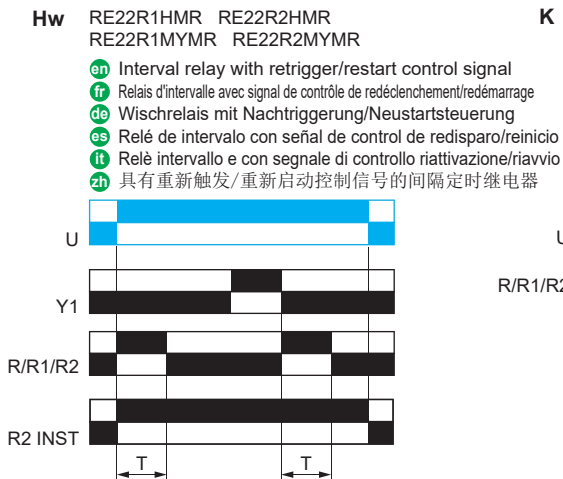 Hw RE22R1HMR RE22R2HMR K
RE22R1MYMR RE22R2MYMR
en Interval relay with retrigger/restart control signal
fr Relais d'intervalle avec signal de contrôle de redéclenchement/redémarrage
de Wischrelais mit Nachtriggerung/Neustartsteuerung
es Relé de intervalo con señal de control de redisparo/reinicio
it Relè intervallo e con segnale di controllo riattivazione/riavvio
zh 具有重新触发/重新启动控制信号的间隔定时继电器
U
U
R/R1/R2
Y1
R/R1/R2
R2 INST
T T